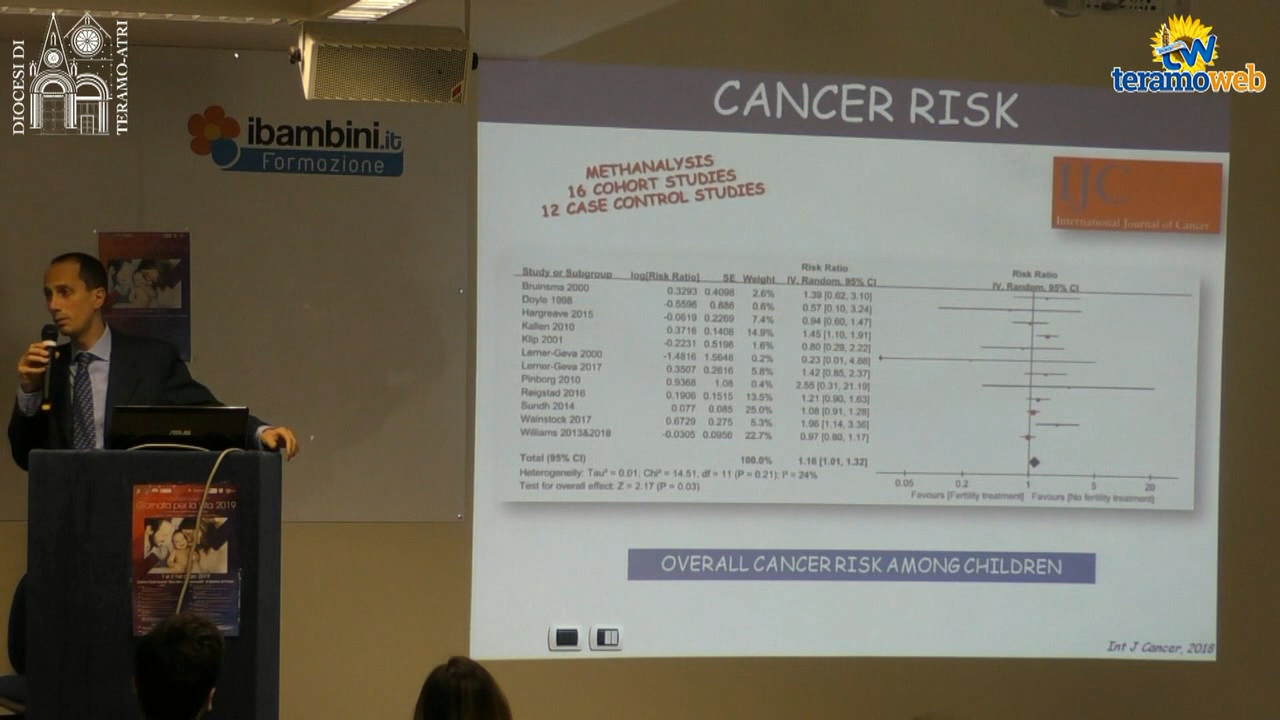 DIOCESI DI
TERAMO-ATRI
ibambini.it
Formazione
tw
teramoweb
CANCER RISK
METHANALYSIS
16 COHORT STUDIES
12 CASE CONTROL STUDIES
IJC
International Journal of Cancer
Risk Ratio Risk Ratio
Study or Subgroup log[Risk Ratio] SE Weight IV, Random, 95% CI IV, Random, 95% CI
Bruinsma 2000 0.3293 0.4098 2.6% 1.39 [0.62, 3.10]
Doyle 1998 -0.5596 0.886 0.6% 0.57 [0.10, 3.24]
Hargreave 2015 -0.0619 0.2269 7.4% 0.94 [0.60, 1.47]
Kallen 2010 0.3716 0.1408 14.9% 1.45 [1.10, 1.91]
Klip 2001 -0.2231 0.5198 1.6% 0.80 [0.29, 2.22]
Lerner-Geva 2000 -1.4816 1.5648 0.2% 0.23 [0.01, 4.88]
Lerner-Geva 2017 0.3507 0.2616 5.8% 1.42 [0.85, 2.37]
Pinborg 2010 0.9368 1.08 0.4% 2.55 [0.31, 21.19]
Reigstad 2016 0.1906 0.1515 13.5% 1.21 [0.90, 1.63]
Sundh 2014 0.077 0.085 25.0% 1.08 [0.91, 1.28]
Wainstock 2017 0.6729 0.275 5.3% 1.96 [1.14, 3.36]
Williams 2013&2018 -0.0305 0.0956 22.7% 0.97 [0.80, 1.17]
Total (95% CI) 100.0% 1.16 [1.01, 1.32]
Heterogeneity: Tau² = 0.01; Chi² = 14.51, df = 11 (P = 0.21); I² = 24%
Test for overall effect: Z = 2.17 (P = 0.03)
0.05 0.2 1 5 20
Favours [Fertility treatment] Favours [No fertility treatment]
OVERALL CANCER RISK AMONG CHILDREN
Int J Cancer, 2018
ASUS
Giornata per la Vita 2019